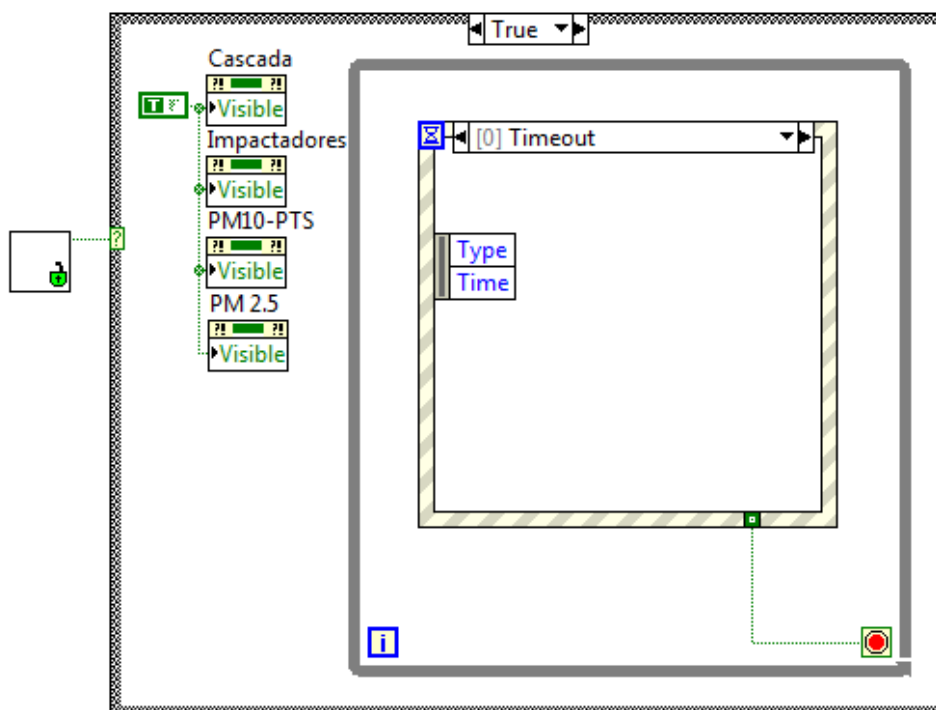 True
Cascada
?! ?!
T F
Visible
Impactadores
?! ?!
Visible
PM10-PTS
?! ?!
Visible
PM 2.5
?! ?!
Visible
?
[0] Timeout
Type
Time
i